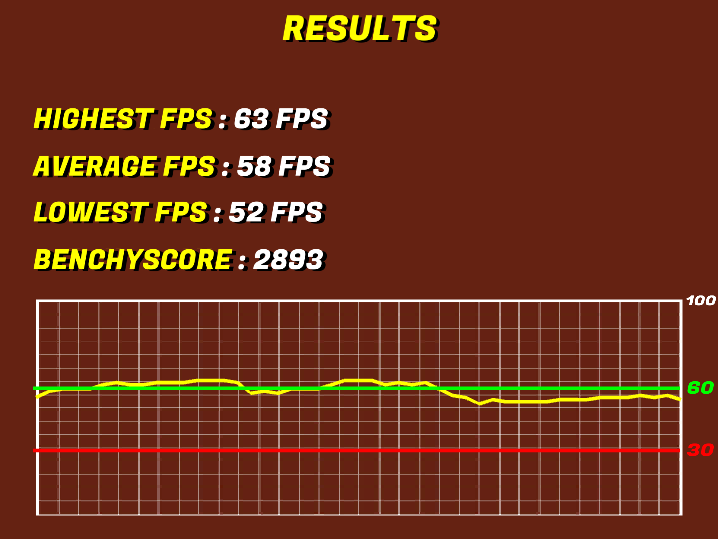 RESULTS
HIGHEST FPS : 63 FPS
AVERAGE FPS : 58 FPS
LOWEST FPS : 52 FPS
BENCHYSCORE : 2893
100
60
30